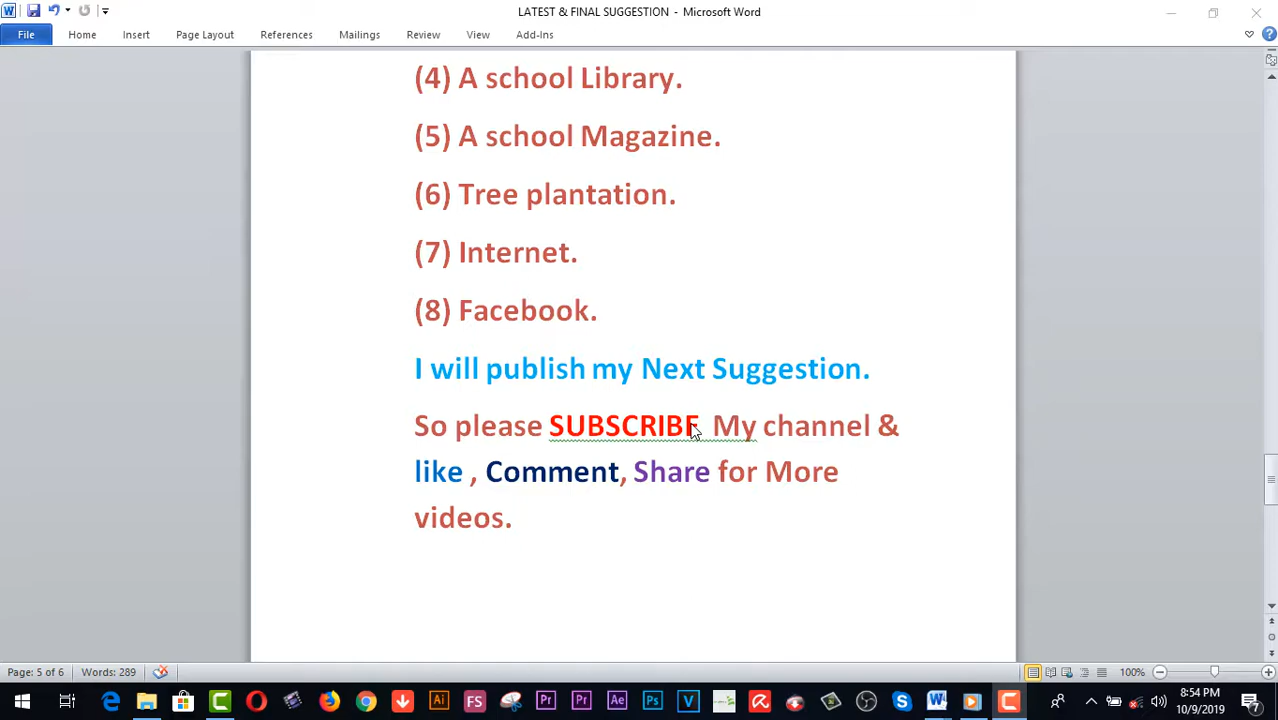 LATEST & FINAL SUGGESTION - Microsoft Word
File Home Insert Page Layout References Mailings Review View Add-Ins
(4) A school Library.
(5) A school Magazine.
(6) Tree plantation.
(7) Internet.
(8) Facebook.
I will publish my Next Suggestion.
So please SUBSCRIBE My channel &
like , Comment, Share for More
videos.
Page: 5 of 6 Words: 289 100%
8:54 PM
10/9/2019